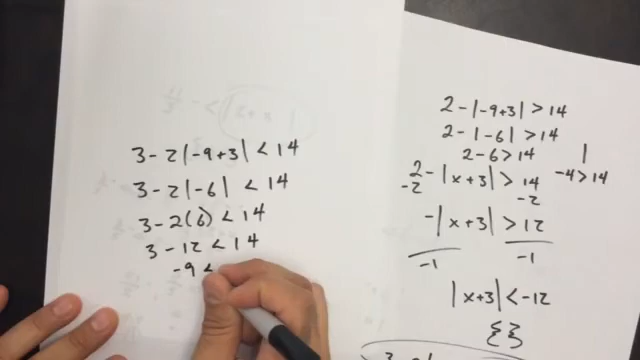 3-2|-9+3| < 14
3-2|-6| < 14
3-2(6) < 14
3-12 < 14
-9 <
2-|-9+3| > 14
2-|-6| > 14
2-6 > 14
-4 > 14
2-|x+3| > 14
-2 -2
-|x+3| > 12
-1 -1
|x+3| < -12
{}